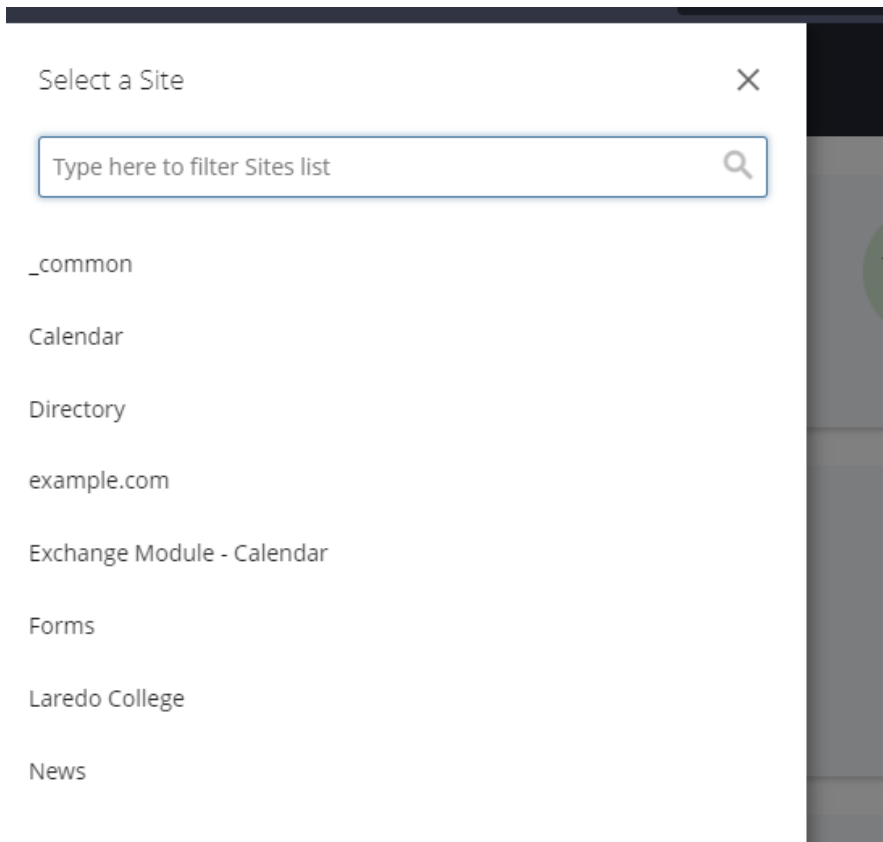 Select a Site
Type here to filter Sites list
_common
Calendar
Directory
example.com
Exchange Module - Calendar
Forms
Laredo College
News